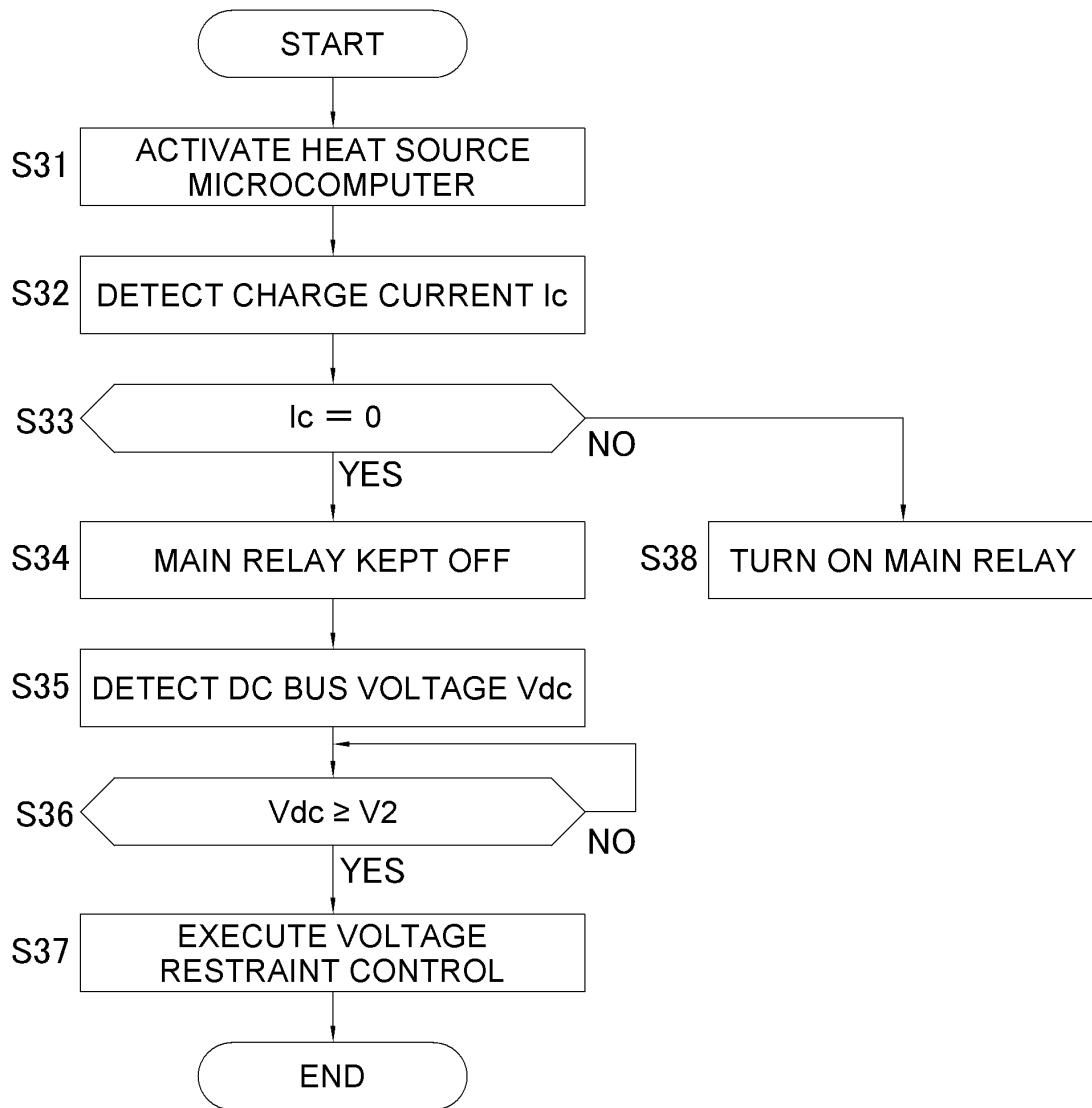 START
S31
ACTIVATE HEAT SOURCE
MICROCOMPUTER
S32
DETECT CHARGE CURRENT Ic
S33
Ic = 0
NO
YES
S34
MAIN RELAY KEPT OFF
S38
TURN ON MAIN RELAY
S35
DETECT DC BUS VOLTAGE Vdc
S36
Vdc ≥ V2
NO
YES
S37
EXECUTE VOLTAGE
RESTRAINT CONTROL
END